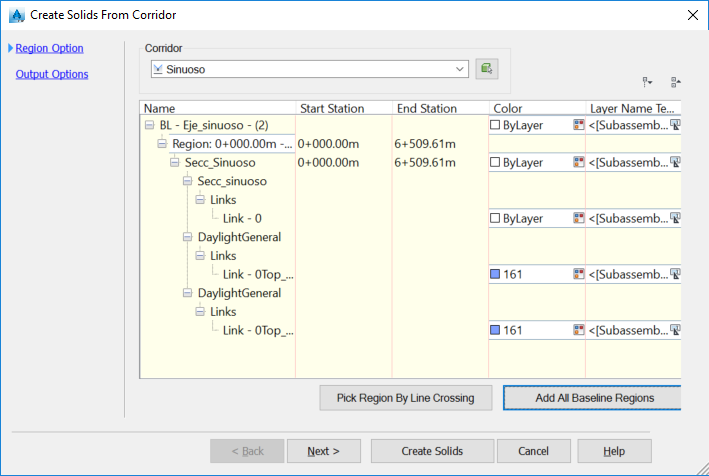 Create Solids From Corridor
Region Option
Output Options
Corridor
Sinuoso
Name Start Station End Station Color Layer Name Te...
BL - Eje_sinuoso - (2) ByLayer <[Subassemb...
Region: 0+000.00m -... 0+000.00m 6+509.61m
Secc_Sinuoso 0+000.00m 6+509.61m ByLayer <[Subassemb...
Secc_sinuoso
Links
Link - 0 ByLayer <[Subassemb...
DaylightGeneral
Links
Link - 0Top_... 161 <[Subassemb...
DaylightGeneral
Links
Link - 0Top_... 161 <[Subassemb...
Pick Region By Line Crossing Add All Baseline Regions
< Back Next > Create Solids Cancel Help